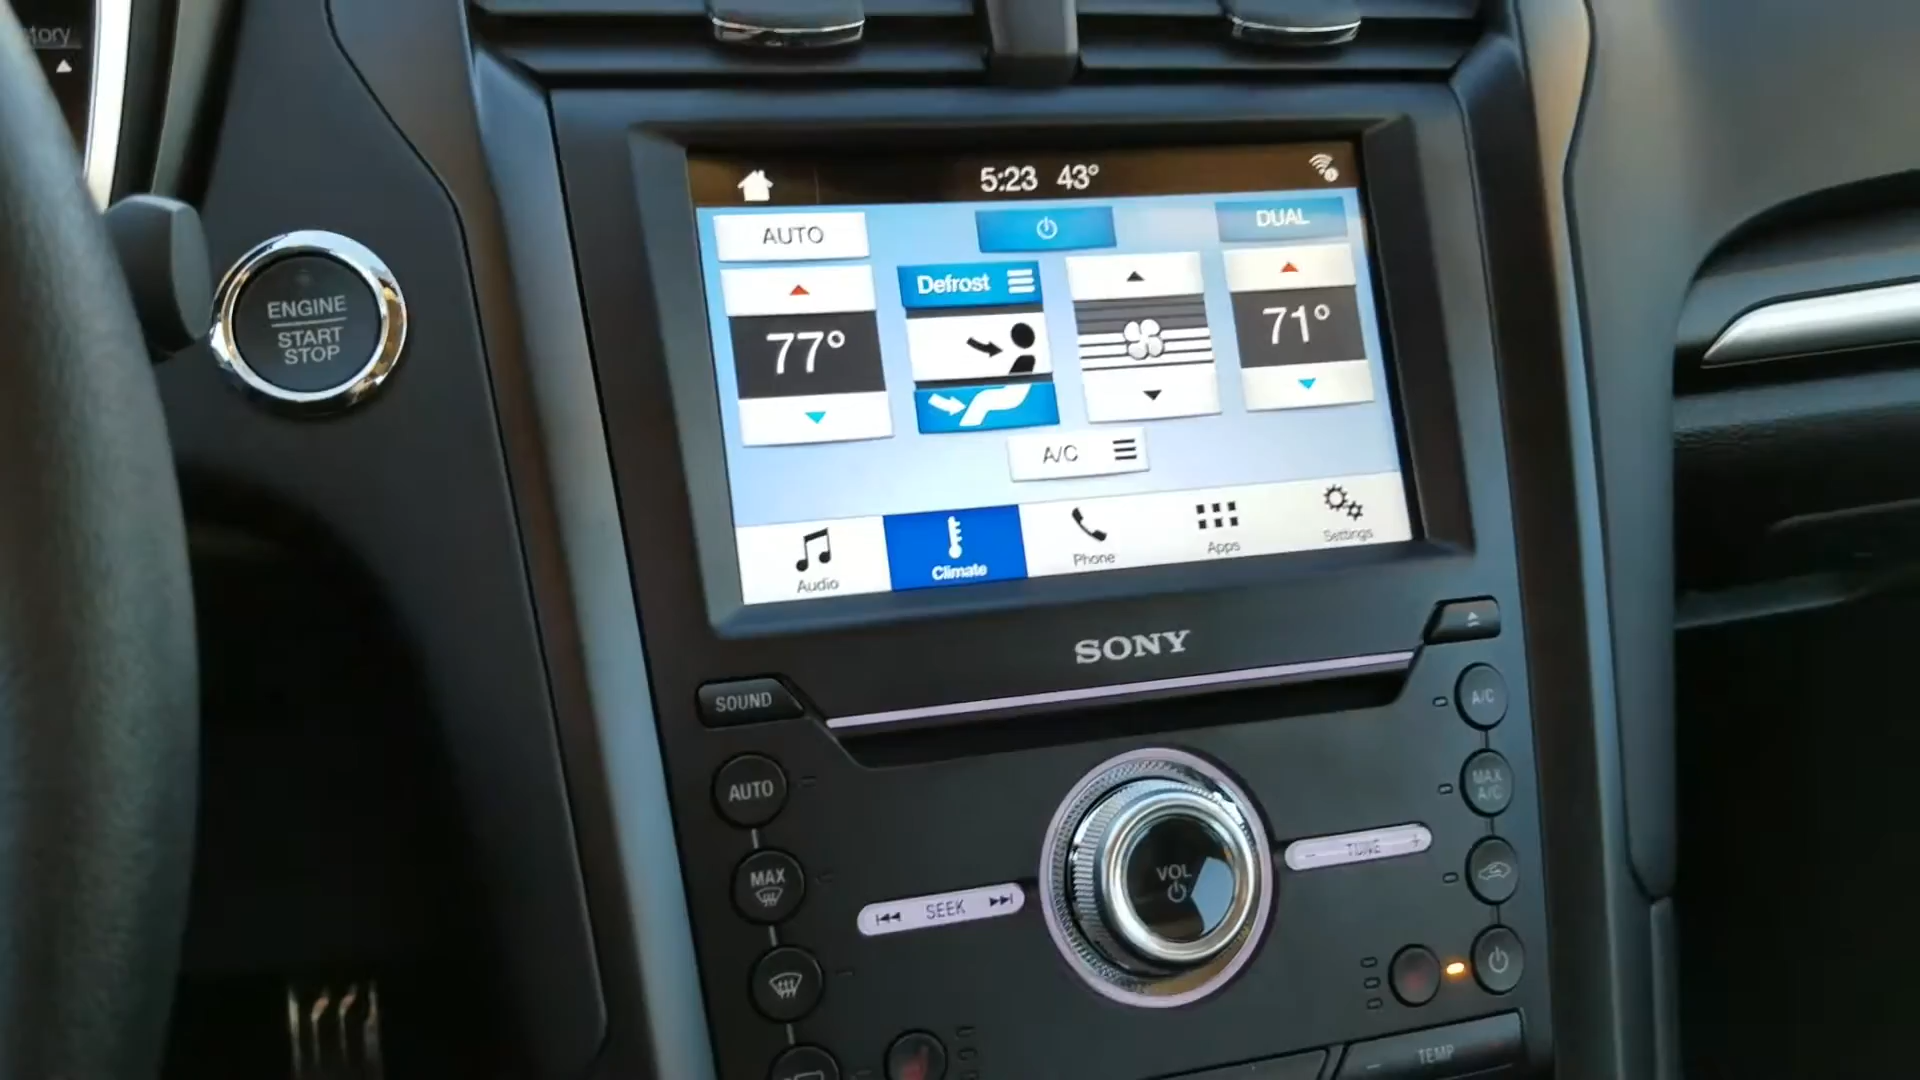 tory
5:23 43°
AUTO
DUAL
Defrost
77°
71°
A/C
Audio
Climate
Phone
Apps
Settings
ENGINE
START
STOP
SONY
SOUND
A/C
AUTO
MAX
A/C
MAX
VOL
TUNE
SEEK
TEMP